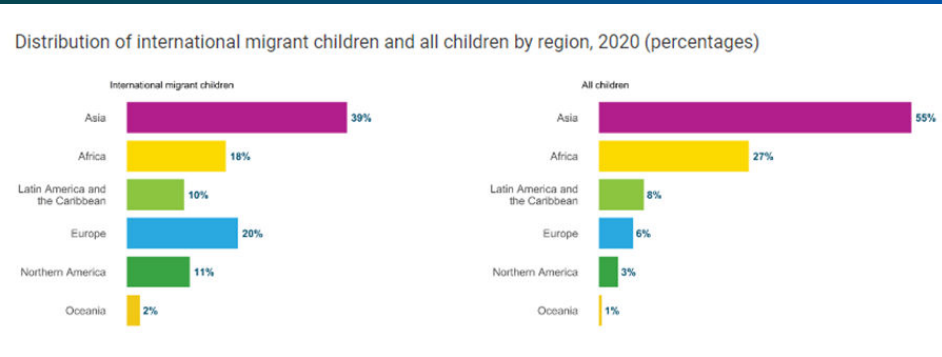 Distribution of international migrant children and all children by region, 2020 (percentages)
International migrant children
Asia
39%
Africa
18%
Latin America and
the Caribbean
10%
Europe
20%
Northern America
11%
Oceania
2%
All children
Asia
55%
Africa
27%
Latin America and
the Caribbean
8%
Europe
6%
Northern America
3%
Oceania
1%